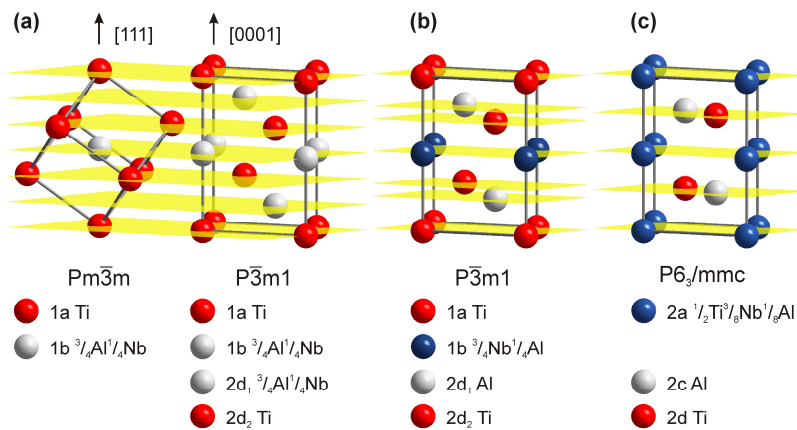 (a) [111] [0001] (b) (c)
Pm3̅m P3̅m1 P3̅m1 P6₃/mmc
1a Ti 1a Ti 1a Ti 2a ¹/₂Ti³/₈Nb¹/₈Al
1b ³/₄Al¹/₄Nb 1b ³/₄Al¹/₄Nb 1b ³/₄Nb¹/₄Al
2d₁ ³/₄Al¹/₄Nb 2d₁ Al 2c Al
2d₂ Ti 2d₂ Ti 2d Ti